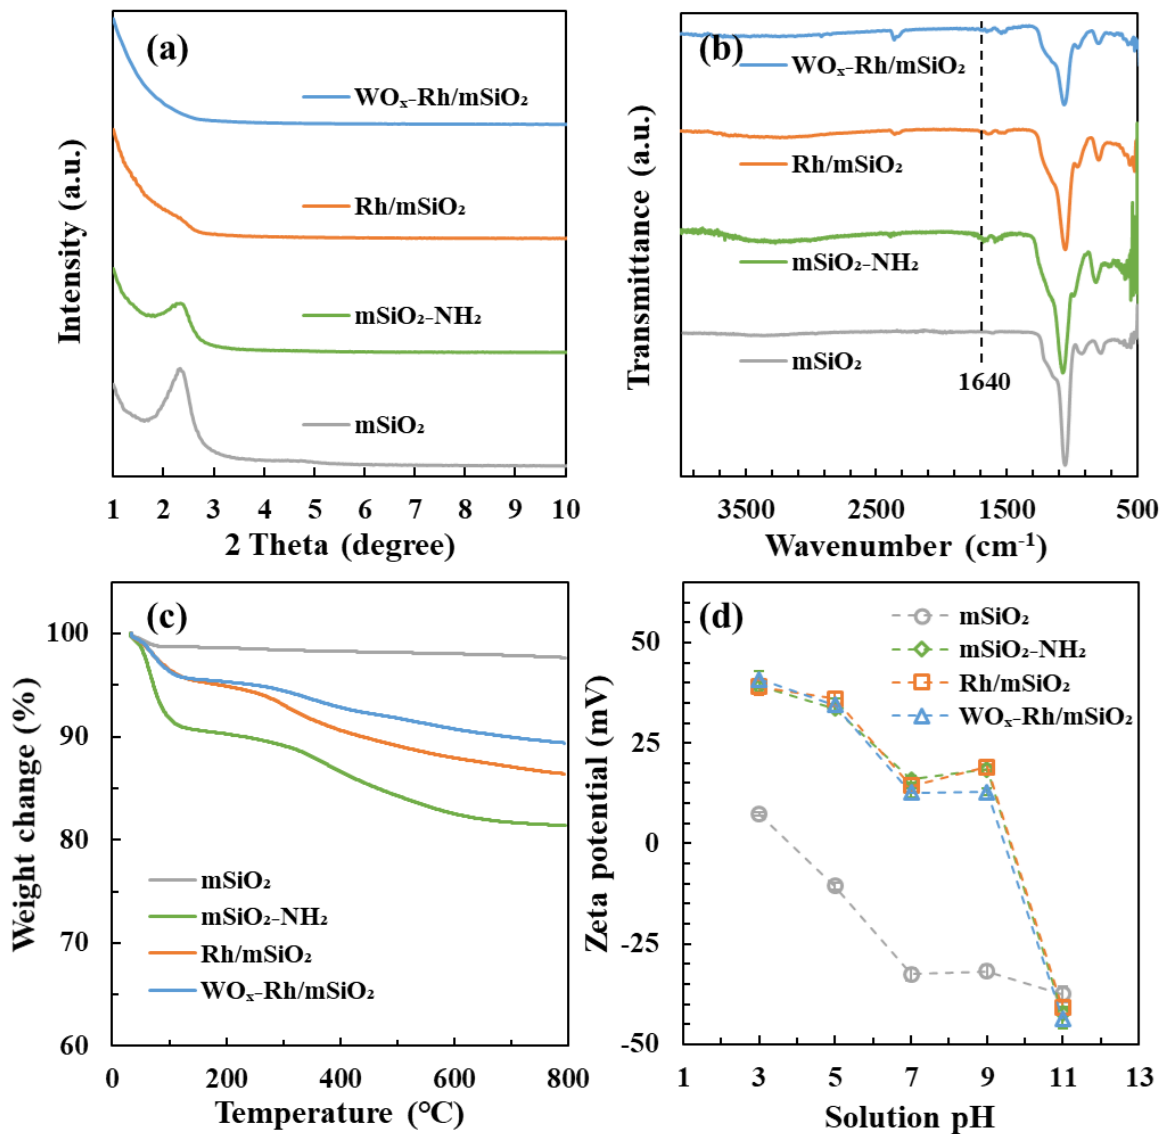 (a)
WOₓ-Rh/mSiO₂
Rh/mSiO₂
mSiO₂-NH₂
mSiO₂
Intensity (a.u.)
1 2 3 4 5 6 7 8 9 10
2 Theta (degree)
(b)
WOₓ-Rh/mSiO₂
Rh/mSiO₂
mSiO₂-NH₂
mSiO₂
1640
Transmittance (a.u.)
3500 2500 1500 500
Wavenumber (cm⁻¹)
(c)
100
90
80
70
60
Weight change (%)
mSiO₂
mSiO₂-NH₂
Rh/mSiO₂
WOₓ-Rh/mSiO₂
0 200 400 600 800
Temperature (°C)
(d)
mSiO₂
mSiO₂-NH₂
Rh/mSiO₂
WOₓ-Rh/mSiO₂
50
25
0
-25
-50
Zeta potential (mV)
1 3 5 7 9 11 13
Solution pH